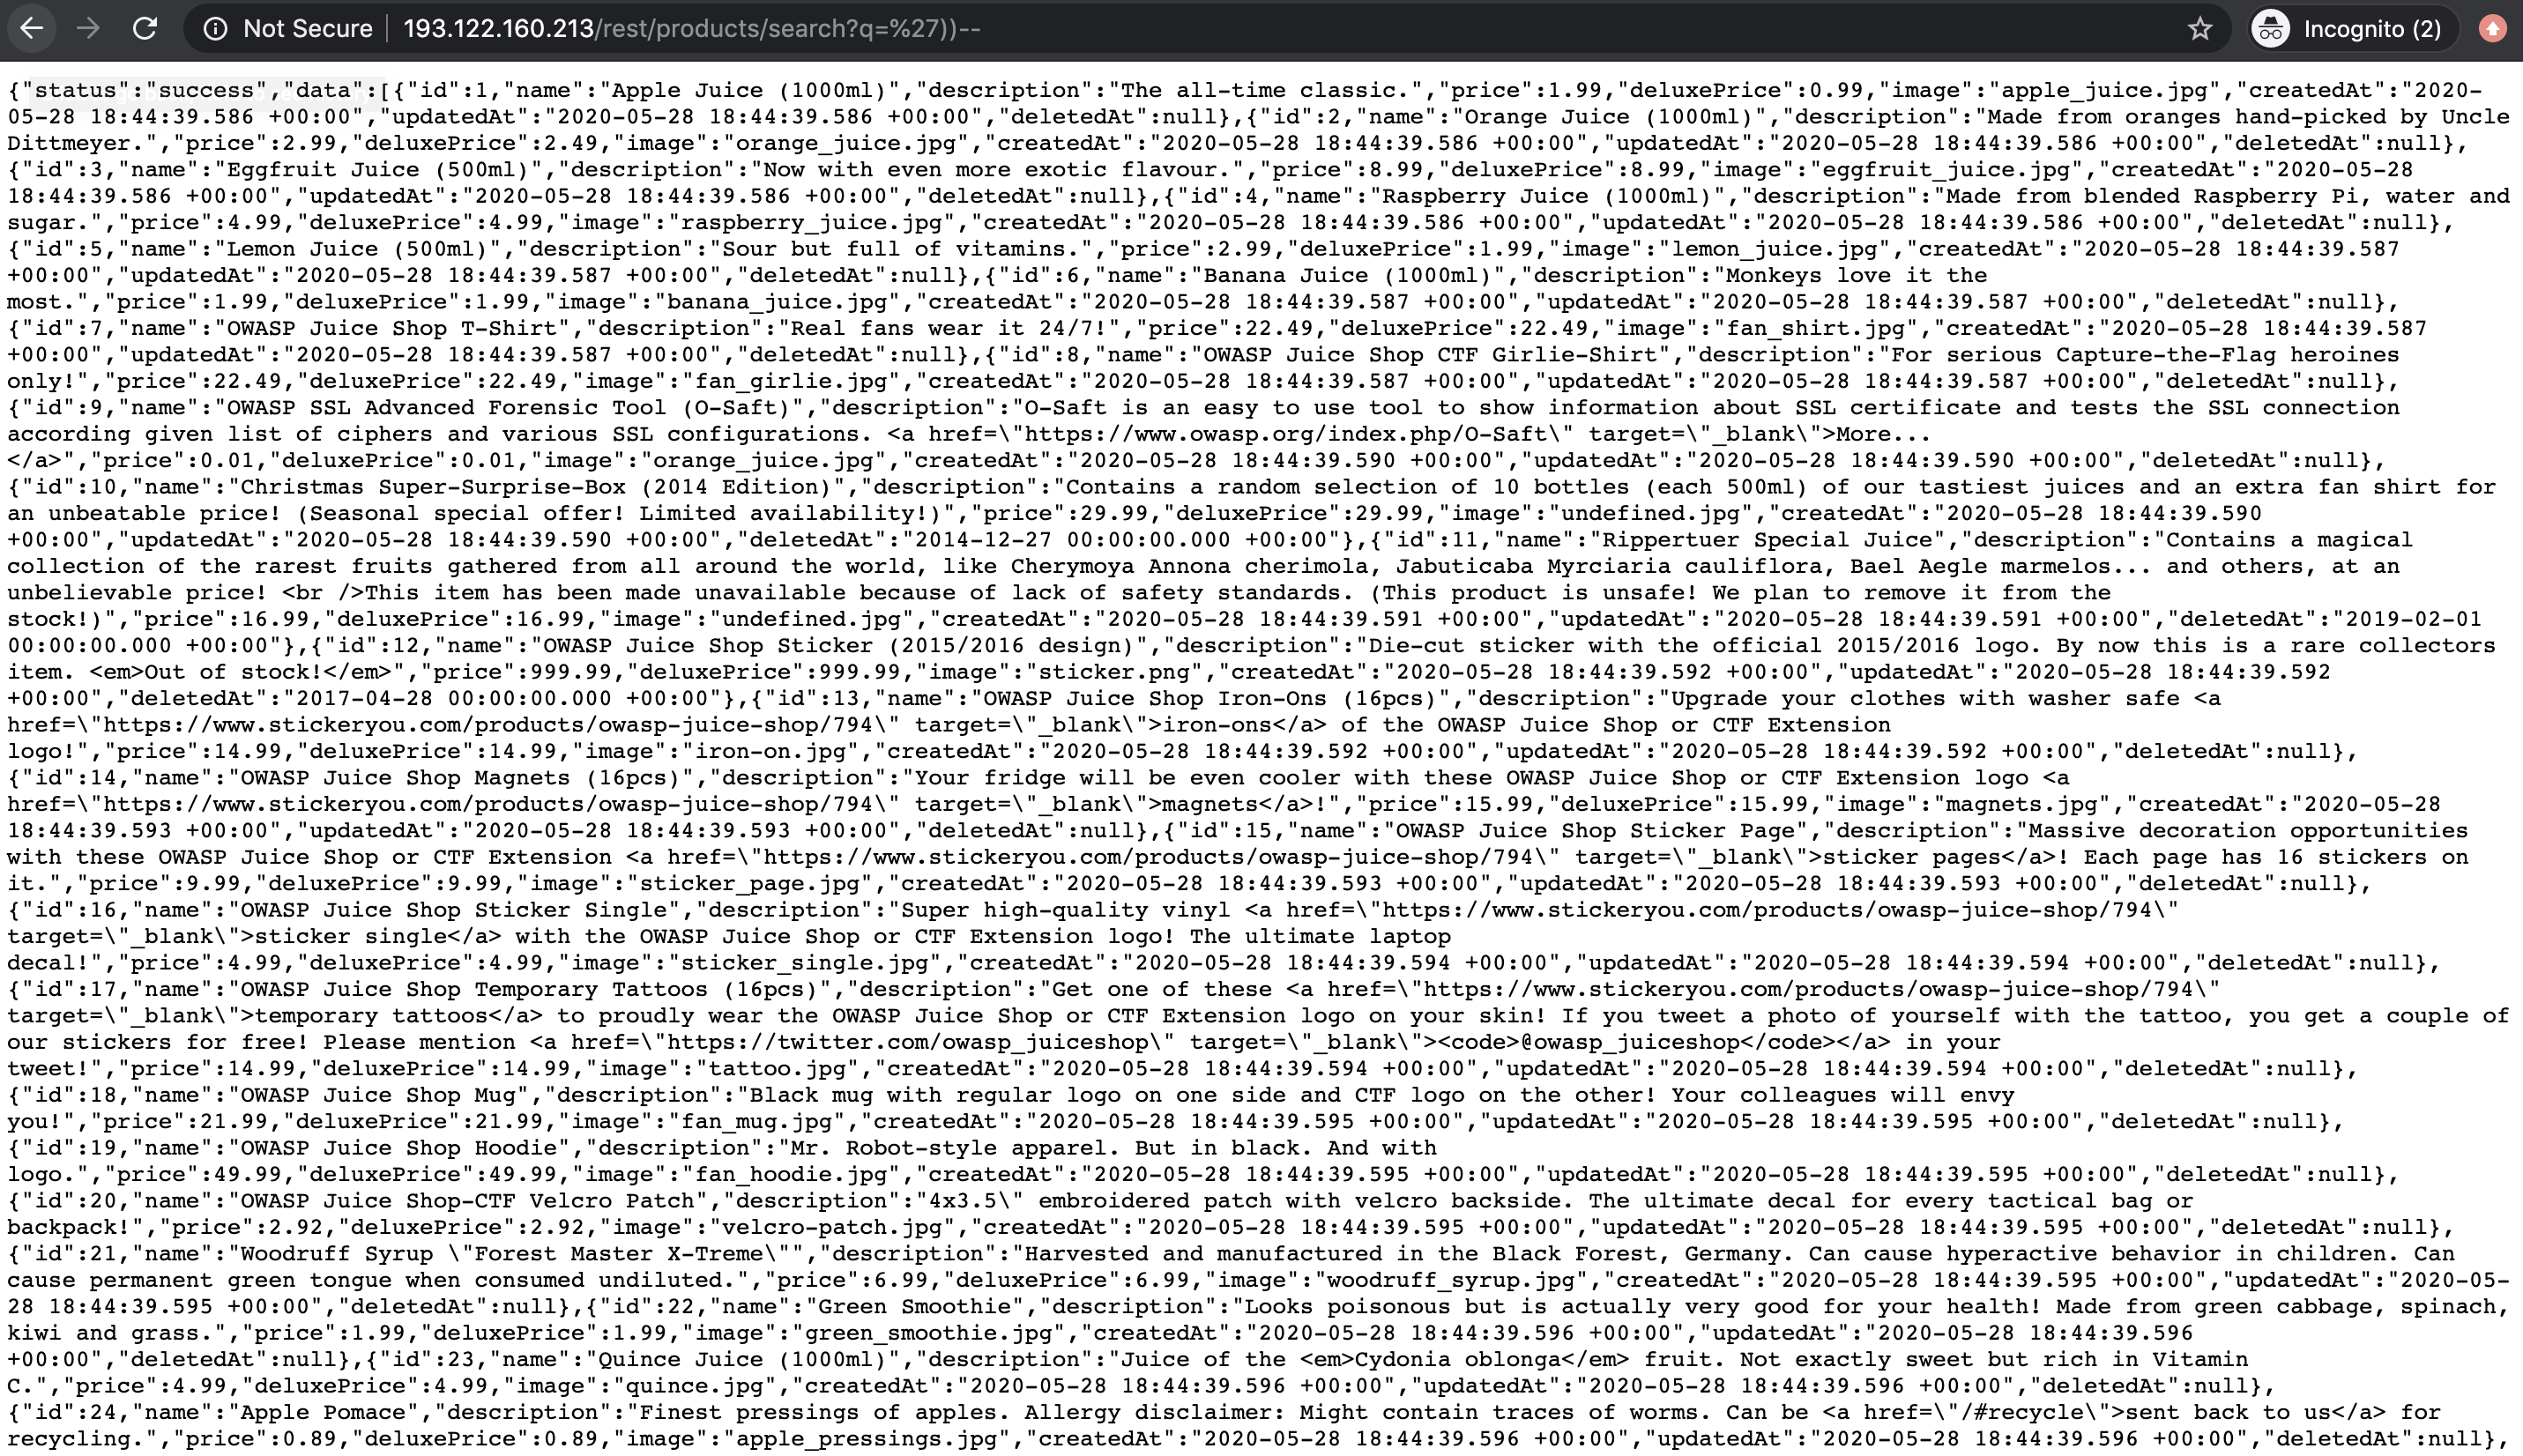 Not Secure 193.122.160.213/rest/products/search?q=%27))-- Incognito (2)
{"status":"success","data":[{"id":1,"name":"Apple Juice (1000ml)","description":"The all-time classic.","price":1.99,"deluxePrice":0.99,"image":"apple_juice.jpg","createdAt":"2020-
05-28 18:44:39.586 +00:00","updatedAt":"2020-05-28 18:44:39.586 +00:00","deletedAt":null},{"id":2,"name":"Orange Juice (1000ml)","description":"Made from oranges hand-picked by Uncle
Dittmeyer.","price":2.99,"deluxePrice":2.49,"image":"orange_juice.jpg","createdAt":"2020-05-28 18:44:39.586 +00:00","updatedAt":"2020-05-28 18:44:39.586 +00:00","deletedAt":null},
{"id":3,"name":"Eggfruit Juice (500ml)","description":"Now with even more exotic flavour.","price":8.99,"deluxePrice":8.99,"image":"eggfruit_juice.jpg","createdAt":"2020-05-28
18:44:39.586 +00:00","updatedAt":"2020-05-28 18:44:39.586 +00:00","deletedAt":null},{"id":4,"name":"Raspberry Juice (1000ml)","description":"Made from blended Raspberry Pi, water and
sugar.","price":4.99,"deluxePrice":4.99,"image":"raspberry_juice.jpg","createdAt":"2020-05-28 18:44:39.586 +00:00","updatedAt":"2020-05-28 18:44:39.586 +00:00","deletedAt":null},
{"id":5,"name":"Lemon Juice (500ml)","description":"Sour but full of vitamins.","price":2.99,"deluxePrice":1.99,"image":"lemon_juice.jpg","createdAt":"2020-05-28 18:44:39.587
+00:00","updatedAt":"2020-05-28 18:44:39.587 +00:00","deletedAt":null},{"id":6,"name":"Banana Juice (1000ml)","description":"Monkeys love it the
most.","price":1.99,"deluxePrice":1.99,"image":"banana_juice.jpg","createdAt":"2020-05-28 18:44:39.587 +00:00","updatedAt":"2020-05-28 18:44:39.587 +00:00","deletedAt":null},
{"id":7,"name":"OWASP Juice Shop T-Shirt","description":"Real fans wear it 24/7!","price":22.49,"deluxePrice":22.49,"image":"fan_shirt.jpg","createdAt":"2020-05-28 18:44:39.587
+00:00","updatedAt":"2020-05-28 18:44:39.587 +00:00","deletedAt":null},{"id":8,"name":"OWASP Juice Shop CTF Girlie-Shirt","description":"For serious Capture-the-Flag heroines
only!","price":22.49,"deluxePrice":22.49,"image":"fan_girlie.jpg","createdAt":"2020-05-28 18:44:39.587 +00:00","updatedAt":"2020-05-28 18:44:39.587 +00:00","deletedAt":null},
{"id":9,"name":"OWASP SSL Advanced Forensic Tool (O-Saft)","description":"O-Saft is an easy to use tool to show information about SSL certificate and tests the SSL connection
according given list of ciphers and various SSL configurations. <a href=\"https://www.owasp.org/index.php/O-Saft\" target=\"_blank\">More...
</a>","price":0.01,"deluxePrice":0.01,"image":"orange_juice.jpg","createdAt":"2020-05-28 18:44:39.590 +00:00","updatedAt":"2020-05-28 18:44:39.590 +00:00","deletedAt":null},
{"id":10,"name":"Christmas Super-Surprise-Box (2014 Edition)","description":"Contains a random selection of 10 bottles (each 500ml) of our tastiest juices and an extra fan shirt for
an unbeatable price! (Seasonal special offer! Limited availability!)","price":29.99,"deluxePrice":29.99,"image":"undefined.jpg","createdAt":"2020-05-28 18:44:39.590
+00:00","updatedAt":"2020-05-28 18:44:39.590 +00:00","deletedAt":"2014-12-27 00:00:00.000 +00:00"},{"id":11,"name":"Rippertuer Special Juice","description":"Contains a magical
collection of the rarest fruits gathered from all around the world, like Cherymoya Annona cherimola, Jabuticaba Myrciaria cauliflora, Bael Aegle marmelos... and others, at an
unbelievable price! <br />This item has been made unavailable because of lack of safety standards. (This product is unsafe! We plan to remove it from the
stock!)","price":16.99,"deluxePrice":16.99,"image":"undefined.jpg","createdAt":"2020-05-28 18:44:39.591 +00:00","updatedAt":"2020-05-28 18:44:39.591 +00:00","deletedAt":"2019-02-01
00:00:00.000 +00:00"},{"id":12,"name":"OWASP Juice Shop Sticker (2015/2016 design)","description":"Die-cut sticker with the official 2015/2016 logo. By now this is a rare collectors
item. <em>Out of stock!</em>","price":999.99,"deluxePrice":999.99,"image":"sticker.png","createdAt":"2020-05-28 18:44:39.592 +00:00","updatedAt":"2020-05-28 18:44:39.592
+00:00","deletedAt":"2017-04-28 00:00:00.000 +00:00"},{"id":13,"name":"OWASP Juice Shop Iron-Ons (16pcs)","description":"Upgrade your clothes with washer safe <a
href=\"https://www.stickeryou.com/products/owasp-juice-shop/794\" target=\"_blank\">iron-ons</a> of the OWASP Juice Shop or CTF Extension
logo!","price":14.99,"deluxePrice":14.99,"image":"iron-on.jpg","createdAt":"2020-05-28 18:44:39.592 +00:00","updatedAt":"2020-05-28 18:44:39.592 +00:00","deletedAt":null},
{"id":14,"name":"OWASP Juice Shop Magnets (16pcs)","description":"Your fridge will be even cooler with these OWASP Juice Shop or CTF Extension logo <a
href=\"https://www.stickeryou.com/products/owasp-juice-shop/794\" target=\"_blank\">magnets</a>!","price":15.99,"deluxePrice":15.99,"image":"magnets.jpg","createdAt":"2020-05-28
18:44:39.593 +00:00","updatedAt":"2020-05-28 18:44:39.593 +00:00","deletedAt":null},{"id":15,"name":"OWASP Juice Shop Sticker Page","description":"Massive decoration opportunities
with these OWASP Juice Shop or CTF Extension <a href=\"https://www.stickeryou.com/products/owasp-juice-shop/794\" target=\"_blank\">sticker pages</a>! Each page has 16 stickers on
it.","price":9.99,"deluxePrice":9.99,"image":"sticker_page.jpg","createdAt":"2020-05-28 18:44:39.593 +00:00","updatedAt":"2020-05-28 18:44:39.593 +00:00","deletedAt":null},
{"id":16,"name":"OWASP Juice Shop Sticker Single","description":"Super high-quality vinyl <a href=\"https://www.stickeryou.com/products/owasp-juice-shop/794\"
target=\"_blank\">sticker single</a> with the OWASP Juice Shop or CTF Extension logo! The ultimate laptop
decal!","price":4.99,"deluxePrice":4.99,"image":"sticker_single.jpg","createdAt":"2020-05-28 18:44:39.594 +00:00","updatedAt":"2020-05-28 18:44:39.594 +00:00","deletedAt":null},
{"id":17,"name":"OWASP Juice Shop Temporary Tattoos (16pcs)","description":"Get one of these <a href=\"https://www.stickeryou.com/products/owasp-juice-shop/794\"
target=\"_blank\">temporary tattoos</a> to proudly wear the OWASP Juice Shop or CTF Extension logo on your skin! If you tweet a photo of yourself with the tattoo, you get a couple of
our stickers for free! Please mention <a href=\"https://twitter.com/owasp_juiceshop\" target=\"_blank\"><code>@owasp_juiceshop</code></a> in your
tweet!","price":14.99,"deluxePrice":14.99,"image":"tattoo.jpg","createdAt":"2020-05-28 18:44:39.594 +00:00","updatedAt":"2020-05-28 18:44:39.594 +00:00","deletedAt":null},
{"id":18,"name":"OWASP Juice Shop Mug","description":"Black mug with regular logo on one side and CTF logo on the other! Your colleagues will envy
you!","price":21.99,"deluxePrice":21.99,"image":"fan_mug.jpg","createdAt":"2020-05-28 18:44:39.595 +00:00","updatedAt":"2020-05-28 18:44:39.595 +00:00","deletedAt":null},
{"id":19,"name":"OWASP Juice Shop Hoodie","description":"Mr. Robot-style apparel. But in black. And with
logo.","price":49.99,"deluxePrice":49.99,"image":"fan_hoodie.jpg","createdAt":"2020-05-28 18:44:39.595 +00:00","updatedAt":"2020-05-28 18:44:39.595 +00:00","deletedAt":null},
{"id":20,"name":"OWASP Juice Shop-CTF Velcro Patch","description":"4x3.5\" embroidered patch with velcro backside. The ultimate decal for every tactical bag or
backpack!","price":2.92,"deluxePrice":2.92,"image":"velcro-patch.jpg","createdAt":"2020-05-28 18:44:39.595 +00:00","updatedAt":"2020-05-28 18:44:39.595 +00:00","deletedAt":null},
{"id":21,"name":"Woodruff Syrup \"Forest Master X-Treme\"","description":"Harvested and manufactured in the Black Forest, Germany. Can cause hyperactive behavior in children. Can
cause permanent green tongue when consumed undiluted.","price":6.99,"deluxePrice":6.99,"image":"woodruff_syrup.jpg","createdAt":"2020-05-28 18:44:39.595 +00:00","updatedAt":"2020-05-
28 18:44:39.595 +00:00","deletedAt":null},{"id":22,"name":"Green Smoothie","description":"Looks poisonous but is actually very good for your health! Made from green cabbage, spinach,
kiwi and grass.","price":1.99,"deluxePrice":1.99,"image":"green_smoothie.jpg","createdAt":"2020-05-28 18:44:39.596 +00:00","updatedAt":"2020-05-28 18:44:39.596
+00:00","deletedAt":null},{"id":23,"name":"Quince Juice (1000ml)","description":"Juice of the <em>Cydonia oblonga</em> fruit. Not exactly sweet but rich in Vitamin
C.","price":4.99,"deluxePrice":4.99,"image":"quince.jpg","createdAt":"2020-05-28 18:44:39.596 +00:00","updatedAt":"2020-05-28 18:44:39.596 +00:00","deletedAt":null},
{"id":24,"name":"Apple Pomace","description":"Finest pressings of apples. Allergy disclaimer: Might contain traces of worms. Can be <a href=\"/#recycle\">sent back to us</a> for
recycling.","price":0.89,"deluxePrice":0.89,"image":"apple_pressings.jpg","createdAt":"2020-05-28 18:44:39.596 +00:00","updatedAt":"2020-05-28 18:44:39.596 +00:00","deletedAt":null},